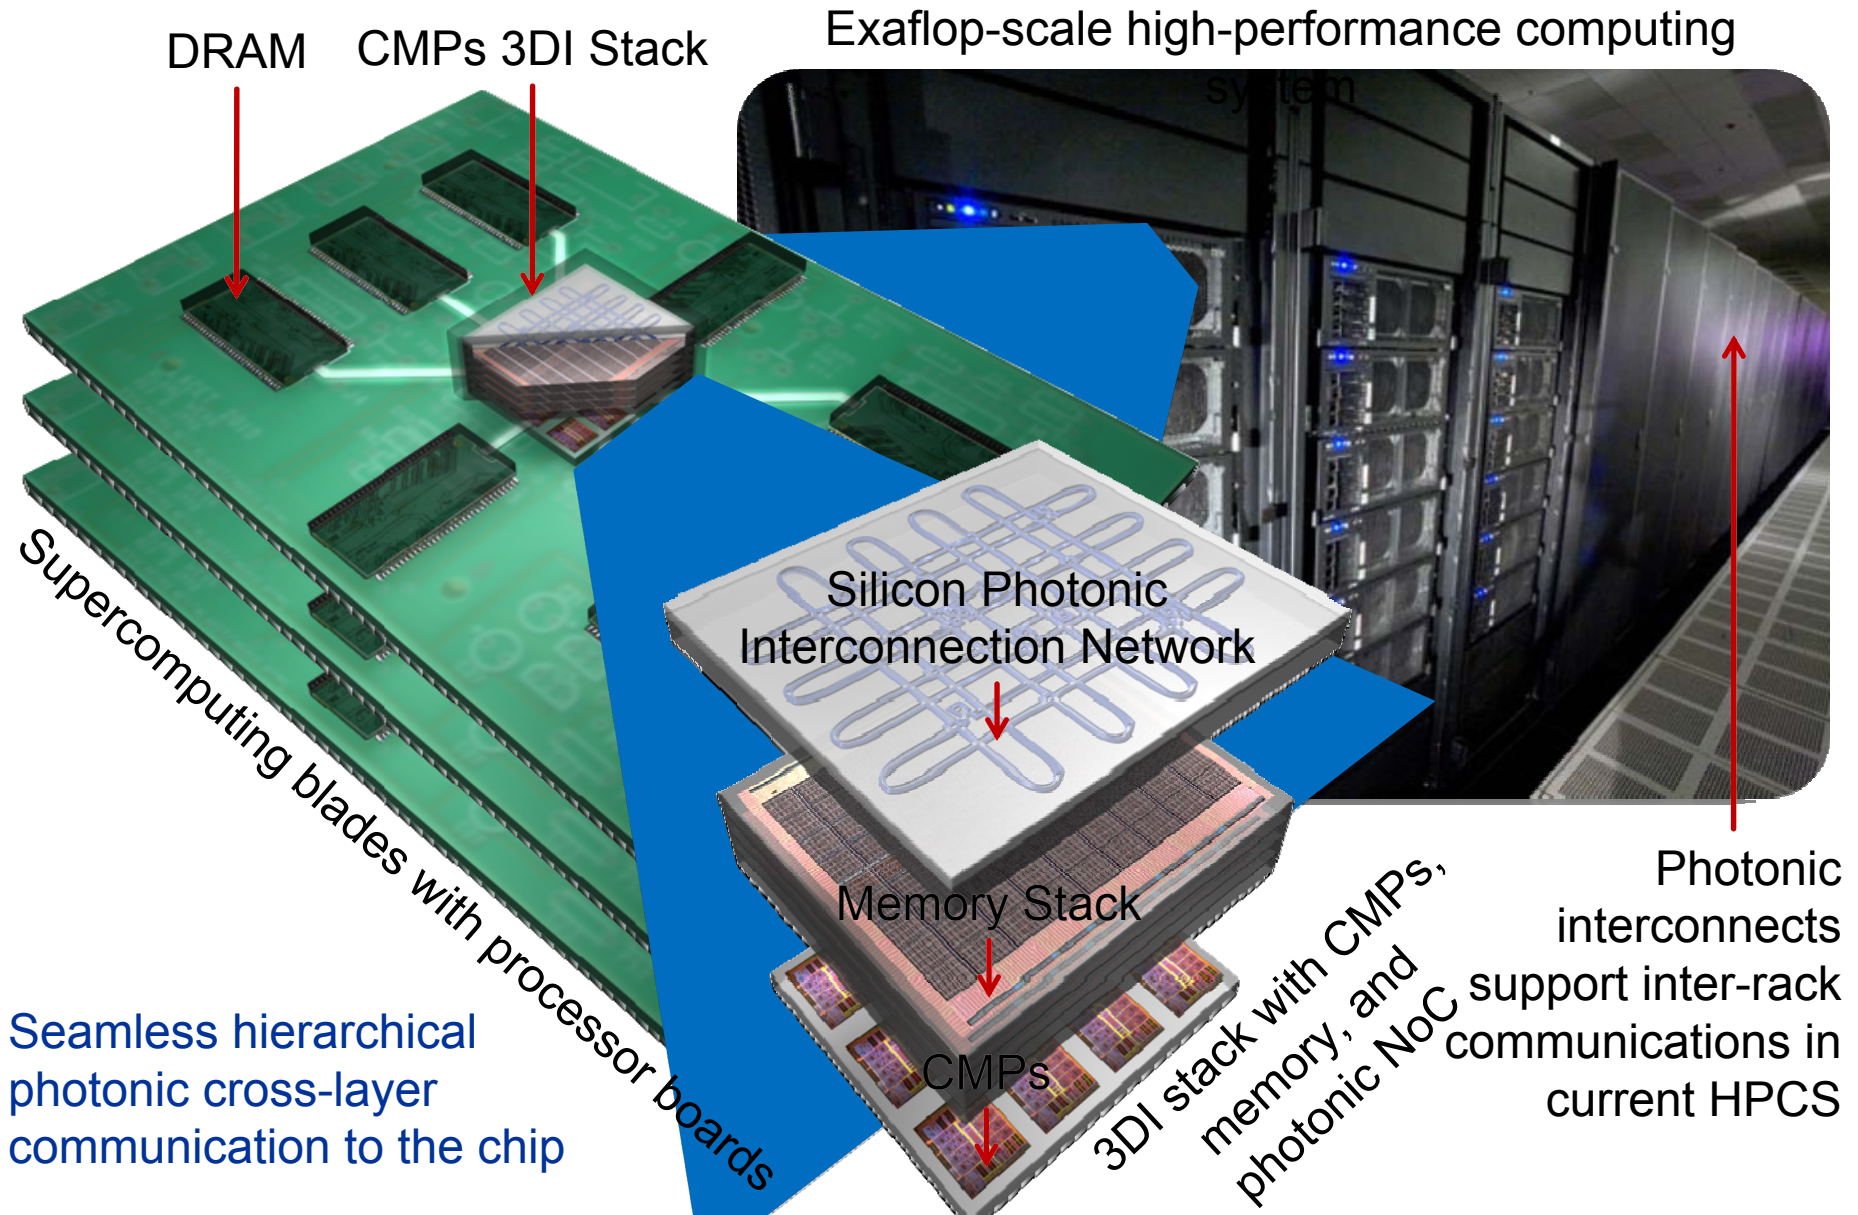 DRAM
CMPs 3DI Stack
Exaflop-scale high-performance computing
system
Silicon Photonic
Interconnection Network
Memory Stack
CMPs
Supercomputing blades with processor boards
3DI stack with CMPs,
memory, and
photonic NoC
Photonic
interconnects
support inter-rack
communications in
current HPCS
Seamless hierarchical
photonic cross-layer
communication to the chip